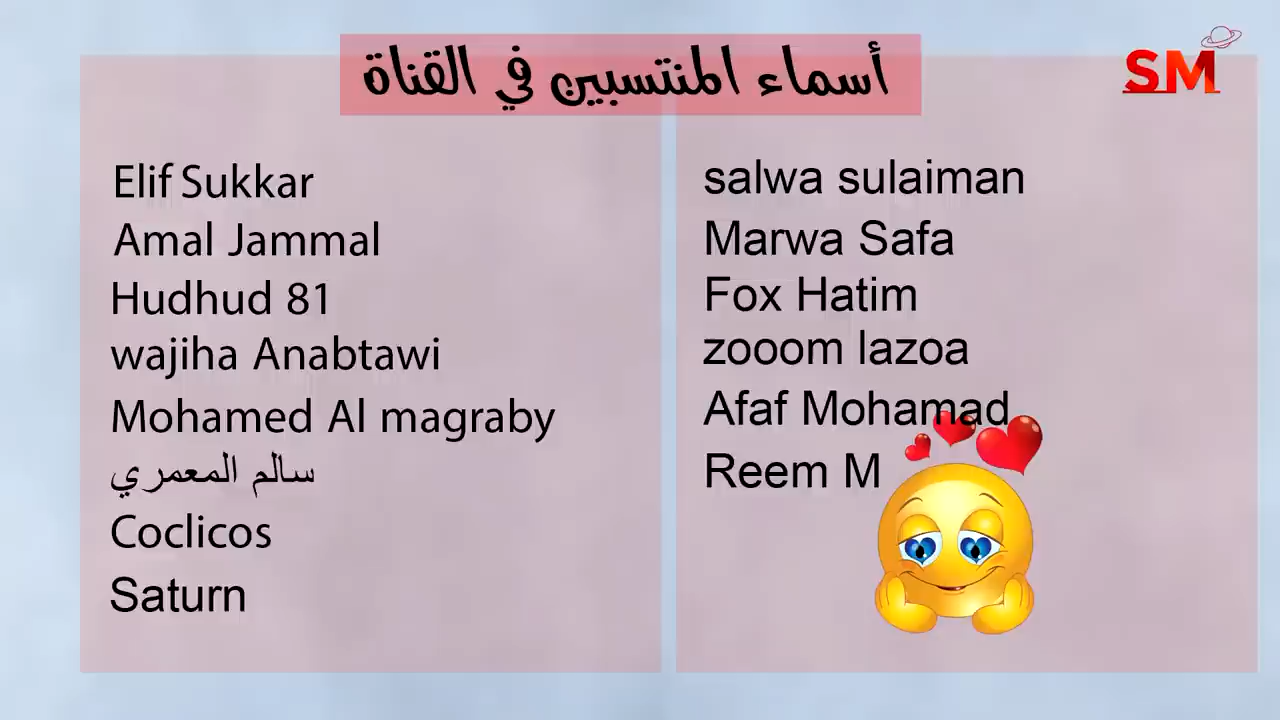 أسماء المنتسبين في القناة
SM
Elif Sukkar
Amal Jammal
Hudhud 81
wajiha Anabtawi
Mohamed Al magraby
سالم المعمري
Coclicos
Saturn
salwa sulaiman
Marwa Safa
Fox Hatim
zooom lazoa
Afaf Mohamad
Reem M